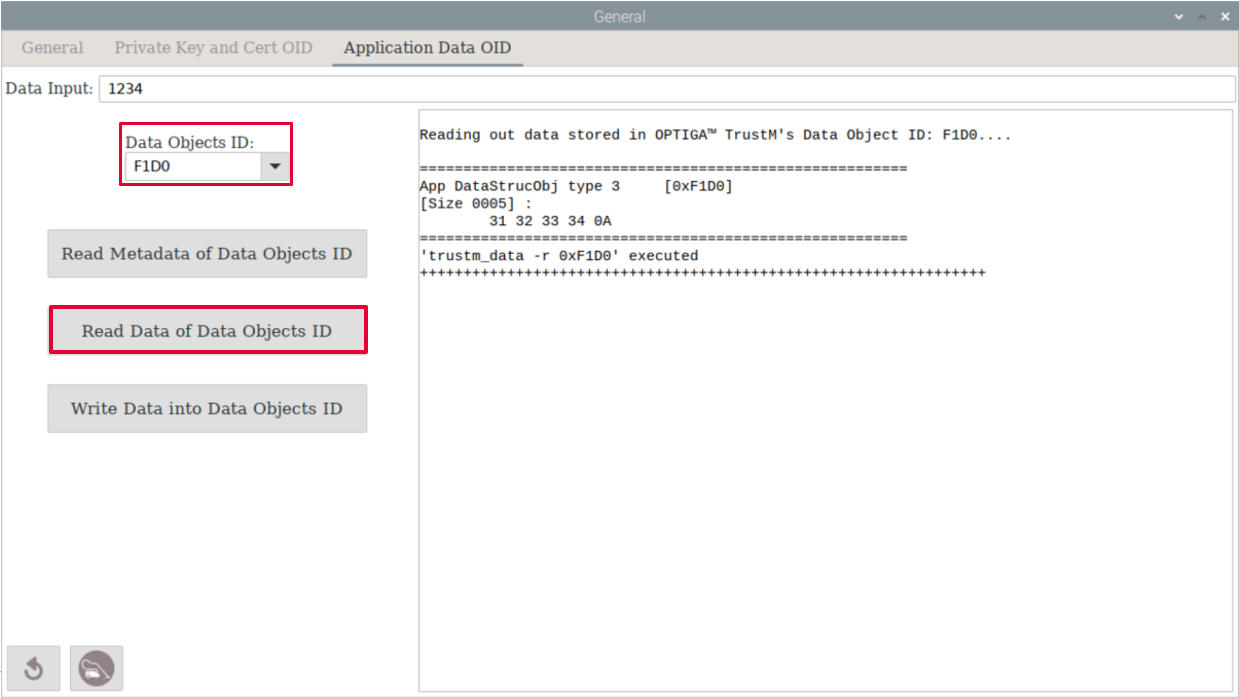 General
General    Private Key and Cert OID    Application Data OID
Data Input: 1234
Data Objects ID:
F1D0
Read Metadata of Data Objects ID
Read Data of Data Objects ID
Write Data into Data Objects ID
Reading out data stored in OPTIGA™ TrustM's Data Object ID: F1D0....
========================================================
App DataStrucObj type 3     [0xF1D0]
[Size 0005] :
        31 32 33 34 0A
========================================================
'trustm_data -r 0xF1D0' executed
+++++++++++++++++++++++++++++++++++++++++++++++++++++++++++++++++